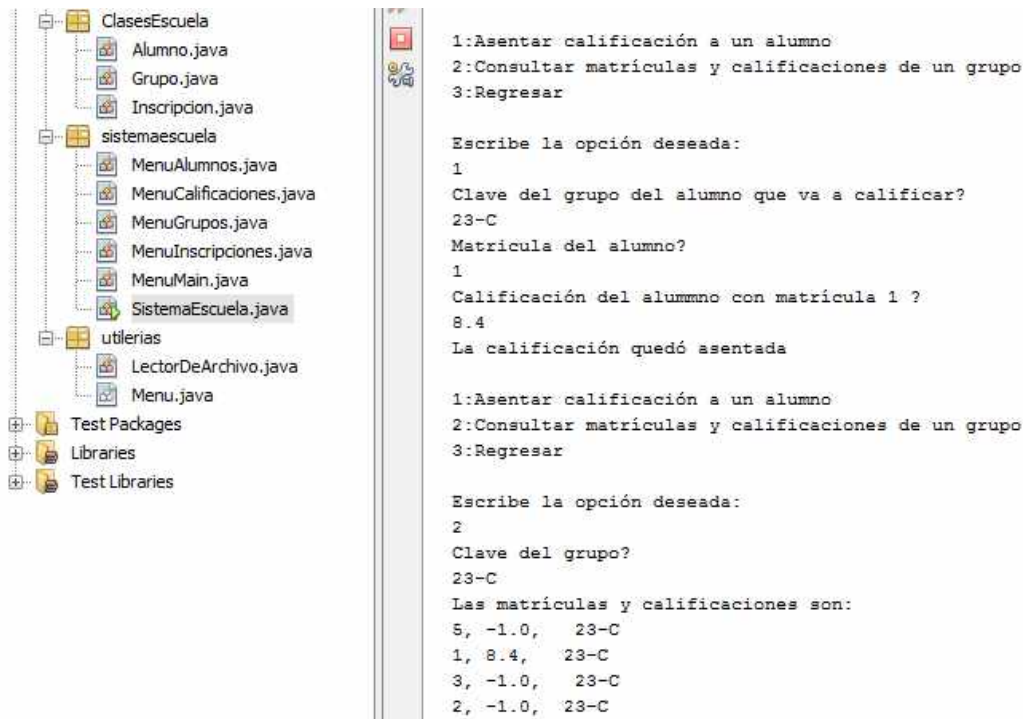 ClasesEscuela
Alumno.java
Grupo.java
Inscripcion.java
sistemaescuela
MenuAlumnos.java
MenuCalificaciones.java
MenuGrupos.java
MenuInscripciones.java
MenuMain.java
SistemaEscuela.java
utilerias
LectorDeArchivo.java
Menu.java
Test Packages
Libraries
Test Libraries
1:Asentar calificación a un alumno
2:Consultar matrículas y calificaciones de un grupo
3:Regresar
Escribe la opción deseada:
1
Clave del grupo del alumno que va a calificar?
23-C
Matricula del alumno?
1
Calificación del alummno con matrícula 1 ?
8.4
La calificación quedó asentada
1:Asentar calificación a un alumno
2:Consultar matrículas y calificaciones de un grupo
3:Regresar
Escribe la opción deseada:
2
Clave del grupo?
23-C
Las matrículas y calificaciones son:
5, -1.0,   23-C
1, 8.4,   23-C
3, -1.0,   23-C
2, -1.0,  23-C